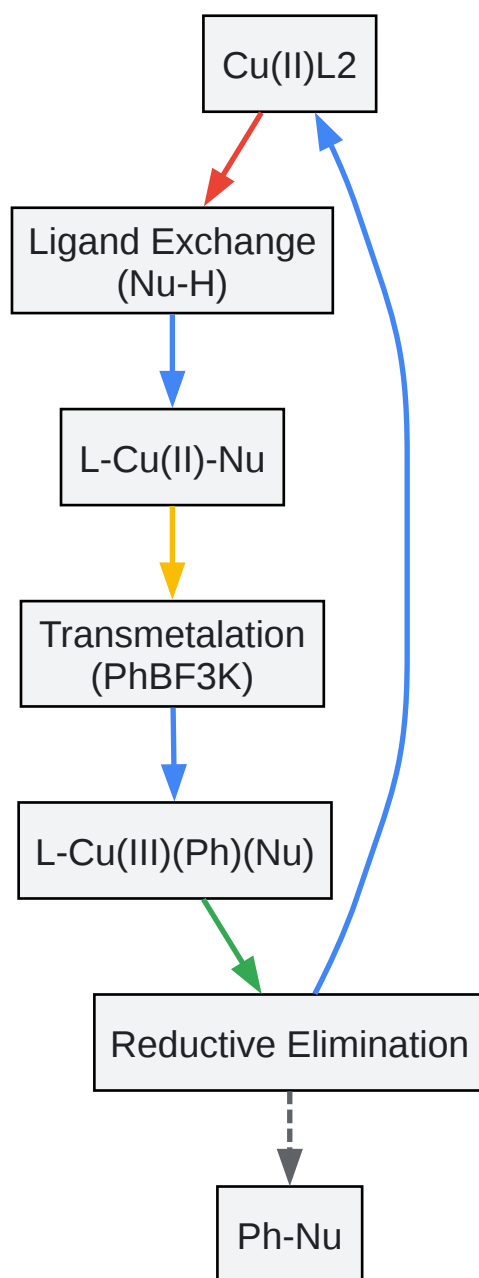 Cu(II)L2
Ligand Exchange
(Nu-H)
L-Cu(II)-Nu
Transmetalation
(PhBF3K)
L-Cu(III)(Ph)(Nu)
Reductive Elimination
Ph-Nu